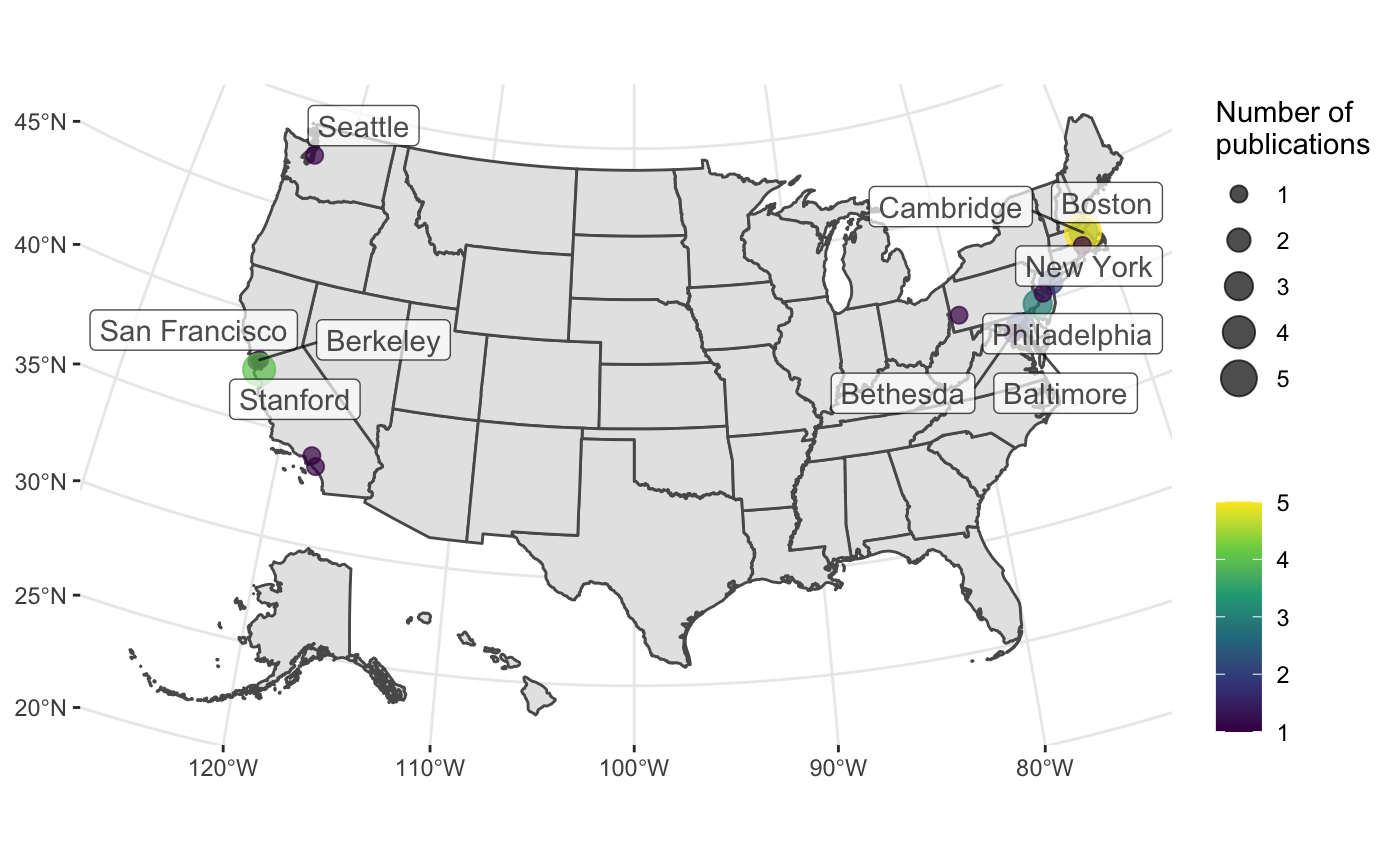 45°N
40°N
35°N
30°N
25°N
20°N
120°W
110°W
100°W
90°W
80°W
Seattle
San Francisco
Berkeley
Stanford
Cambridge
Boston
New York
Philadelphia
Bethesda
Baltimore
Number of
publications
1
2
3
4
5
5
4
3
2
1